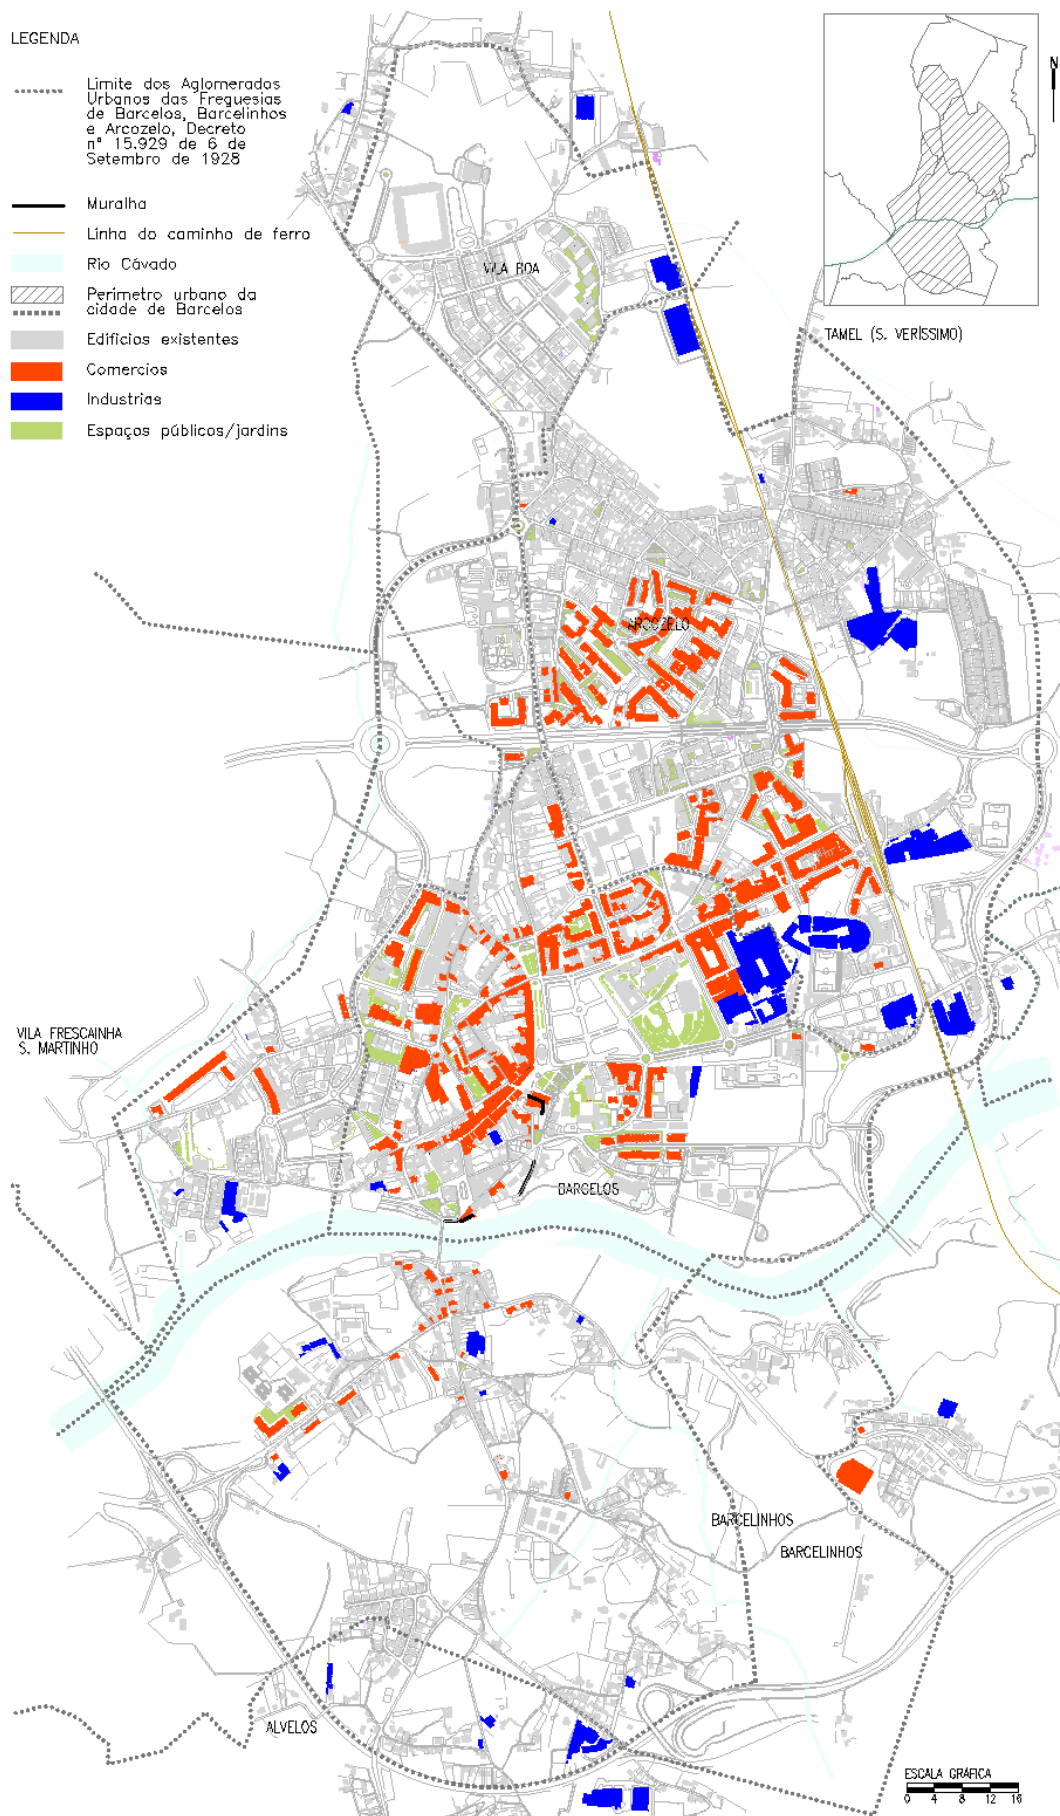 LEGENDA
Limite dos Aglomerados
Urbanos das Freguesias
de Barcelos, Barcelinhos
e Arcozelo, Decreto
nº 15.929 de 6 de
Setembro de 1928
Muralha
Linha do caminho de ferro
Rio Cávado
Perimetro urbano da
cidade de Barcelos
Edificios existentes
Comercios
Industrias
Espaços públicos/jardins
N
VILA BOA
TAMEL (S. VERÍSSIMO)
ARCOZELO
VILA FRESCAINHA
S. MARTINHO
BARCELOS
BARCELINHOS
BARCELINHOS
ALVELOS
ESCALA GRÁFICA
0 4 8 12 16